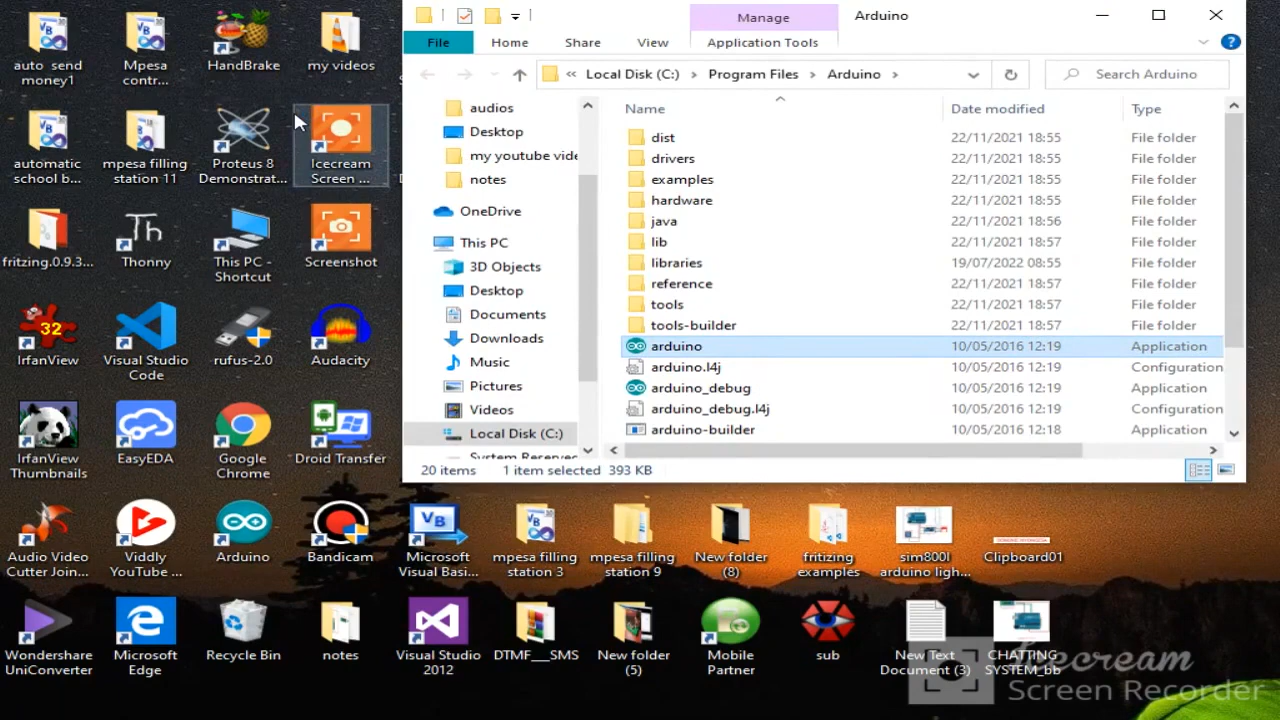 auto send
money1
Mpesa
contr...
HandBrake
my videos
automatic
school b...
mpesa filling
station 11
Proteus 8
Demonstrat...
Icecream
Screen ...
fritzing.0.9.3...
Th
Thonny
This PC -
Shortcut
Screenshot
32
IrfanView
Visual Studio
Code
rufus-2.0
Audacity
IrfanView
Thumbnails
EasyEDA
Google
Chrome
Droid Transfer
Audio Video
Cutter Join...
Viddly
YouTube ...
Arduino
Bandicam
VB
Microsoft
Visual Basi...
mpesa filling
station 3
mpesa filling
station 9
New folder
(8)
fritizing
examples
sim800l
arduino ligh...
Clipboard01
Wondershare
UniConverter
Microsoft
Edge
Recycle Bin
notes
Visual Studio
2012
DTMF___SMS
New folder
(5)
Mobile
Partner
sub
New Text
Document (3)
CHATTING
SYSTEM_bb
Manage
Arduino
File
Home
Share
View
Application Tools
« Local Disk (C:) › Program Files › Arduino ›
Search Arduino
audios
Desktop
my youtube vide
notes
OneDrive
This PC
3D Objects
Desktop
Documents
Downloads
Music
Pictures
Videos
Local Disk (C:)
System Reserved
Name Date modified Type
dist 22/11/2021 18:55 File folder
drivers 22/11/2021 18:55 File folder
examples 22/11/2021 18:55 File folder
hardware 22/11/2021 18:55 File folder
java 22/11/2021 18:56 File folder
lib 22/11/2021 18:57 File folder
libraries 19/07/2022 08:55 File folder
reference 22/11/2021 18:57 File folder
tools 22/11/2021 18:57 File folder
tools-builder 22/11/2021 18:57 File folder
arduino 10/05/2016 12:19 Application
arduino.l4j 10/05/2016 12:19 Configuration
arduino_debug 10/05/2016 12:19 Application
arduino_debug.l4j 10/05/2016 12:19 Configuration
arduino-builder 10/05/2016 12:18 Application
20 items 1 item selected 393 KB
Icecream
Screen Recorder